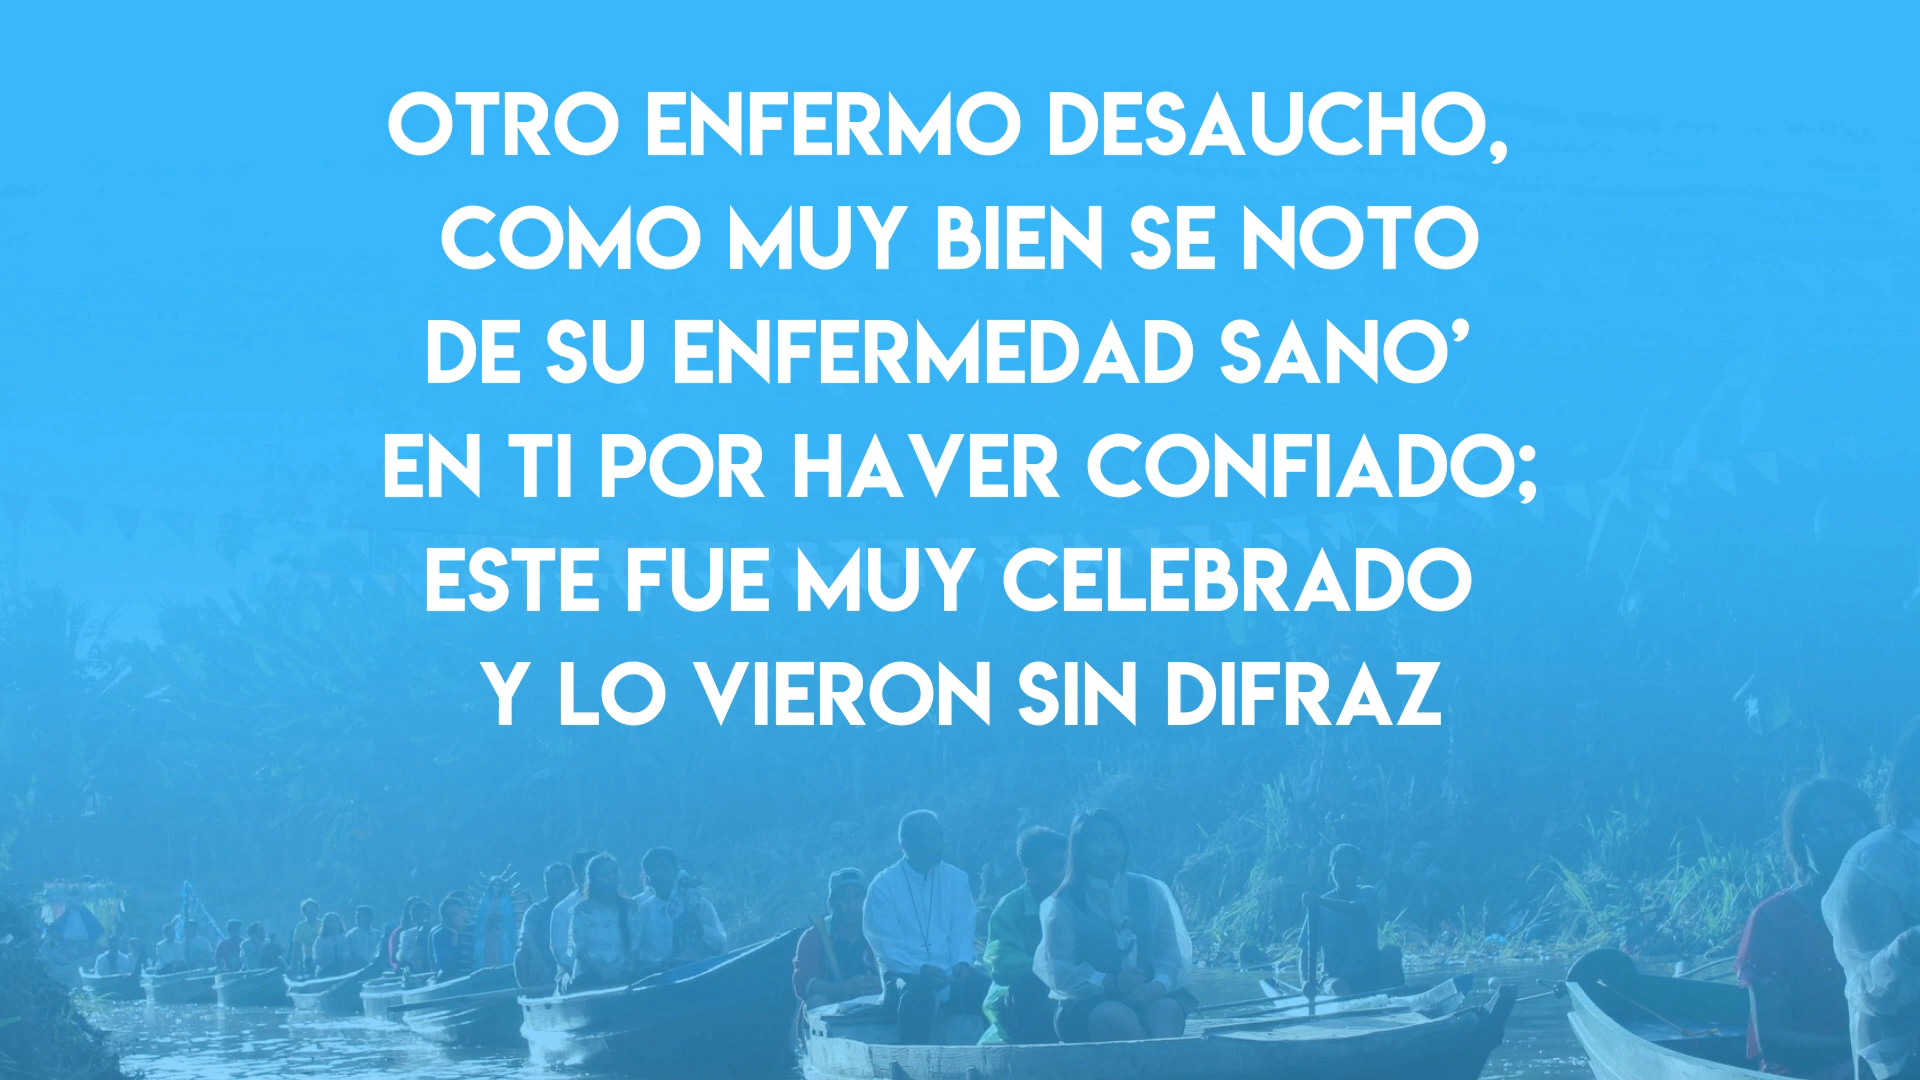 OTRO ENFERMO DESAUCHO,
COMO MUY BIEN SE NOTO
DE SU ENFERMEDAD SANO’
EN TI POR HAVER CONFIADO;
ESTE FUE MUY CELEBRADO
Y LO VIERON SIN DIFRAZ